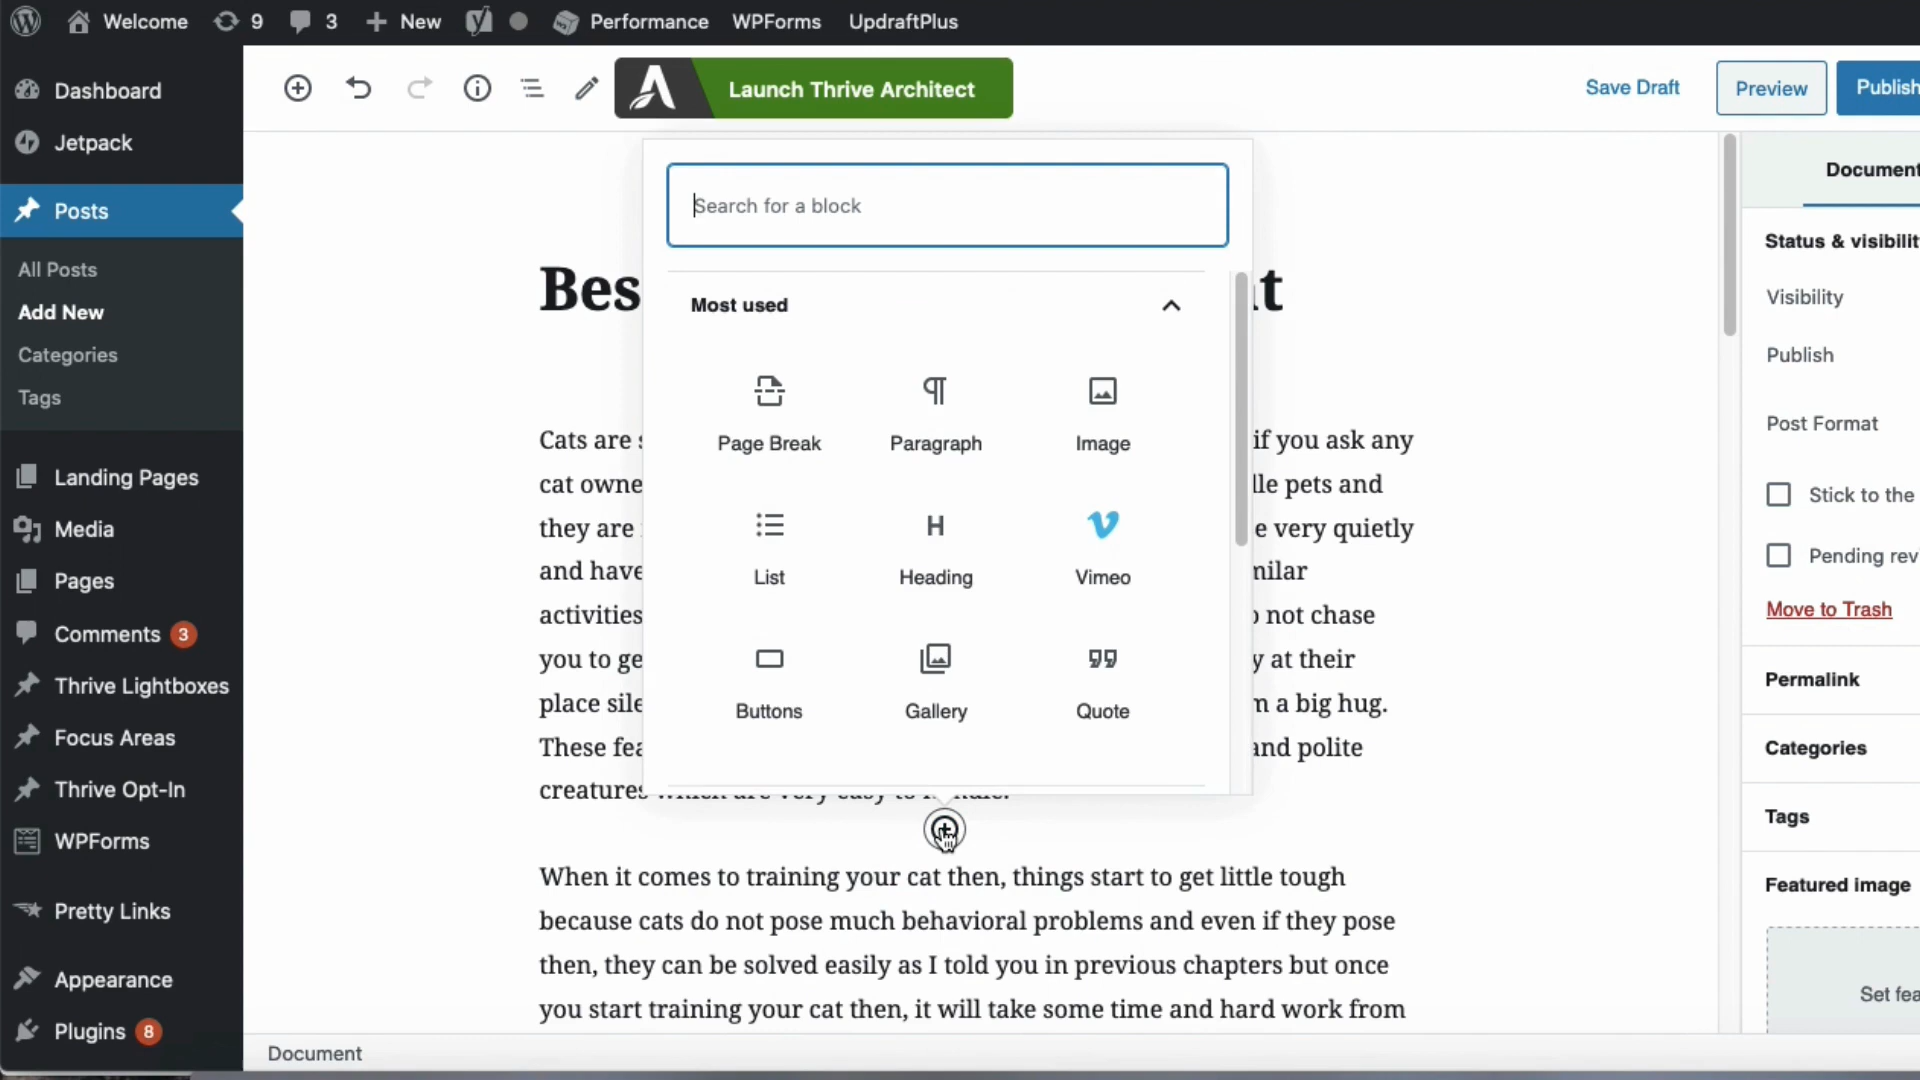 Welcome 9 3 New Performance WPForms UpdraftPlus
Dashboard
Jetpack
Posts
All Posts
Add New
Categories
Tags
Landing Pages
Media
Pages
Comments 3
Thrive Lightboxes
Focus Areas
Thrive Opt-In
WPForms
Pretty Links
Appearance
Plugins 8
Launch Thrive Architect
Save Draft
Preview
Publish
Search for a block
Most used
Page Break
Paragraph
Image
List
Heading
Vimeo
Buttons
Gallery
Quote
Bes t
Cats are if you ask any
cat owne lle pets and
they are e very quietly
and have nilar
activities not chase
you to ge y at their
place sile n a big hug.
These fea and polite
creatures which are very easy to handle.
When it comes to training your cat then, things start to get little tough
because cats do not pose much behavioral problems and even if they pose
then, they can be solved easily as I told you in previous chapters but once
you start training your cat then, it will take some time and hard work from
Document
Document
Status & visibilit
Visibility
Publish
Post Format
Stick to the
Pending rev
Move to Trash
Permalink
Categories
Tags
Featured image
Set fea